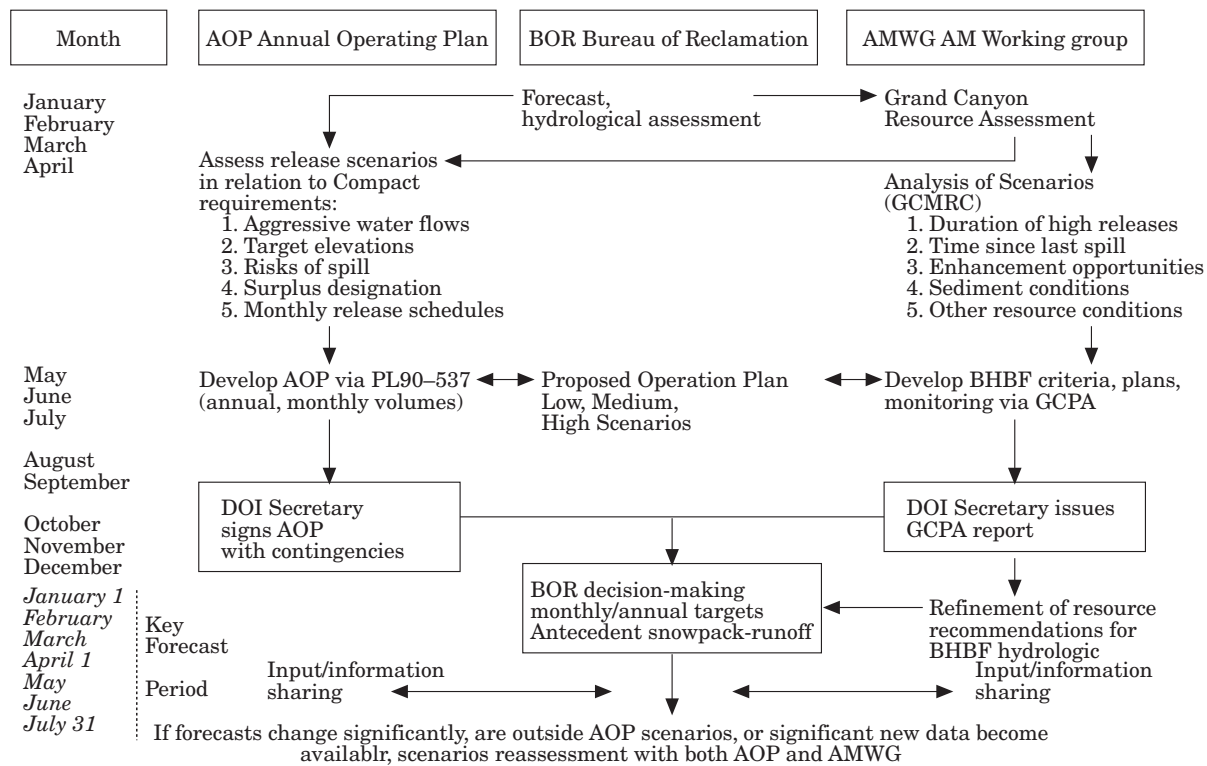 Month
AOP Annual Operating Plan
BOR Bureau of Reclamation
AMWG AM Working group
January
February
March
April
Forecast,
hydrological assessment
Grand Canyon
Resource Assessment
Assess release scenarios
in relation to Compact
requirements:
1. Aggressive water flows
2. Target elevations
3. Risks of spill
4. Surplus designation
5. Monthly release schedules
Analysis of Scenarios
(GCMRC)
1. Duration of high releases
2. Time since last spill
3. Enhancement opportunities
4. Sediment conditions
5. Other resource conditions
May
June
July
Develop AOP via PL90–537
(annual, monthly volumes)
Proposed Operation Plan
Low, Medium,
High Scenarios
Develop BHBF criteria, plans,
monitoring via GCPA
August
September
October
November
December
DOI Secretary
signs AOP
with contingencies
DOI Secretary issues
GCPA report
BOR decision-making
monthly/annual targets
Antecedent snowpack-runoff
Refinement of resource
recommendations for
BHBF hydrologic
January 1
February
March
April 1
May
June
July 31
Key
Forecast
Period
Input/information
sharing
Input/information
sharing
If forecasts change significantly, are outside AOP scenarios, or significant new data become
availablr, scenarios reassessment with both AOP and AMWG